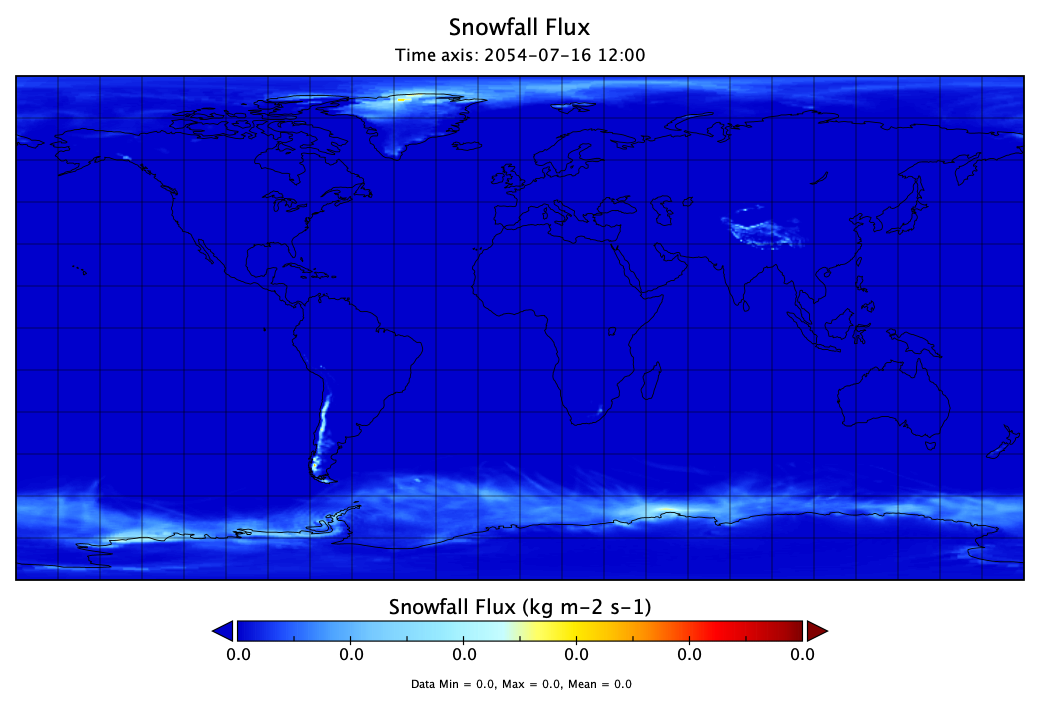 Snowfall Flux
Time axis: 2054-07-16 12:00
Snowfall Flux (kg m-2 s-1)
0.0 0.0 0.0 0.0 0.0 0.0
Data Min = 0.0, Max = 0.0, Mean = 0.0